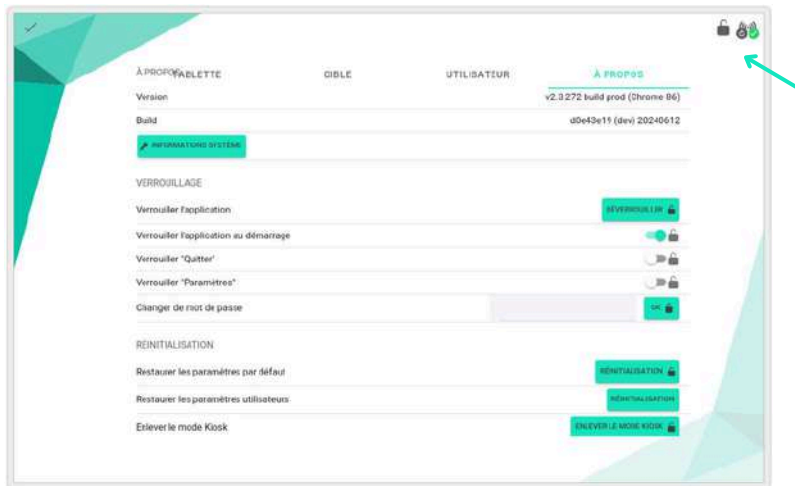 À PROPOS
TABLETTE CIBLE UTILISATEUR À PROPOS
Version v2.3.272 build prod (Chrome 86)
Build d0e43e19 (dev) 20240612
INFORMATIONS SYSTÈME
VERROUILLAGE
Verrouiller l'application DÉVERROUILLER
Verrouiller l'application au démarrage
Verrouiller "Quitter"
Verrouiller "Paramètres"
Changer de mot de passe OK
RÉINITIALISATION
Restaurer les paramètres par défaut RÉINITIALISATION
Restaurer les paramètres utilisateurs RÉINITIALISATION
Enlever le mode Kiosk ENLEVER LE MODE KIOSK